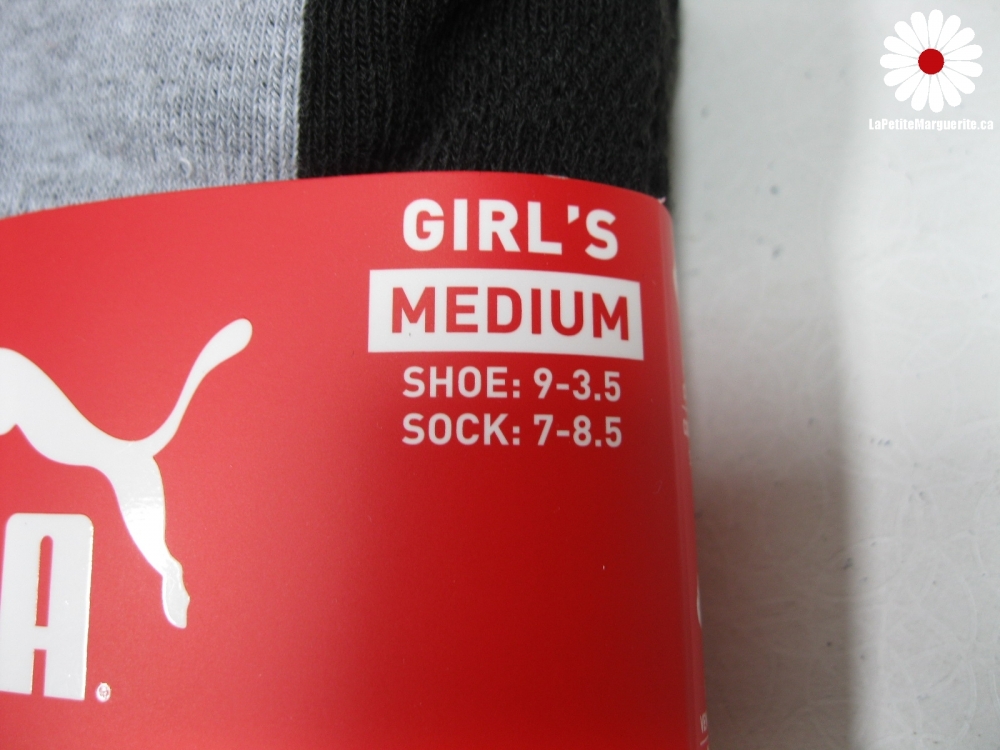 LaPetiteMarguerite.ca
GIRL'S
MEDIUM
SHOE: 9-3.5
SOCK: 7-8.5
A®